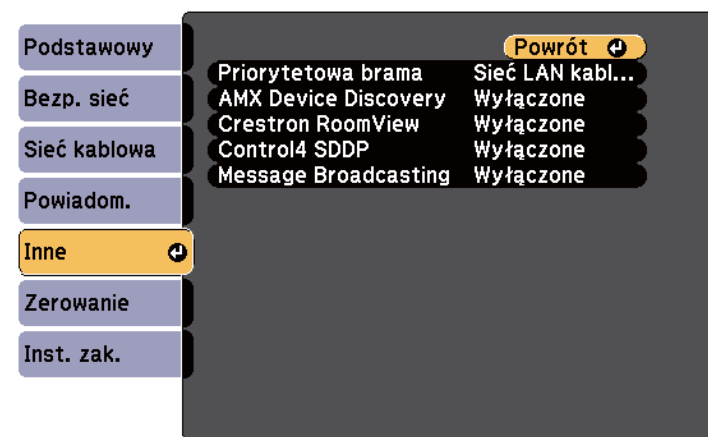 Podstawowy
Bezp. sieć
Sieć kablowa
Powiadom.
Inne
Zerowanie
Inst. zak.
Powrót
Priorytetowa brama Sieć LAN kabl...
AMX Device Discovery Wyłączone
Crestron RoomView Wyłączone
Control4 SDDP Wyłączone
Message Broadcasting Wyłączone